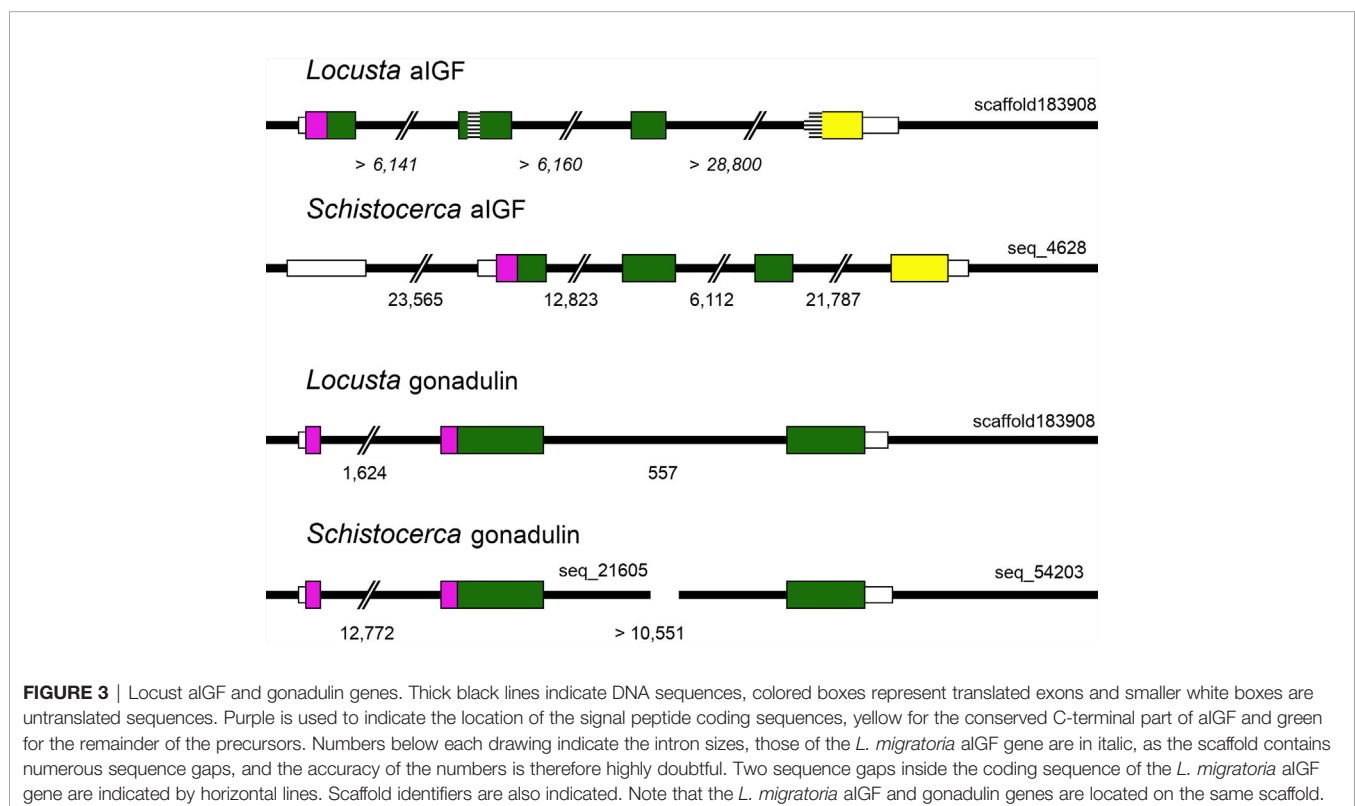 Locusta aIGF
scaffold183908
> 6,141 > 6,160 > 28,800
Schistocerca aIGF
seq_4628
23,565 12,823 6,112 21,787
Locusta gonadulin
scaffold183908
1,624 557
Schistocerca gonadulin
seq_21605 seq_54203
12,772 > 10,551
FIGURE 3 | Locust aIGF and gonadulin genes. Thick black lines indicate DNA sequences, colored boxes represent translated exons and smaller white boxes are
untranslated sequences. Purple is used to indicate the location of the signal peptide coding sequences, yellow for the conserved C-terminal part of aIGF and green
for the remainder of the precursors. Numbers below each drawing indicate the intron sizes, those of the L. migratoria aIGF gene are in italic, as the scaffold contains
numerous sequence gaps, and the accuracy of the numbers is therefore highly doubtful. Two sequence gaps inside the coding sequence of the L. migratoria aIGF
gene are indicated by horizontal lines. Scaffold identifiers are also indicated. Note that the L. migratoria aIGF and gonadulin genes are located on the same scaffold.